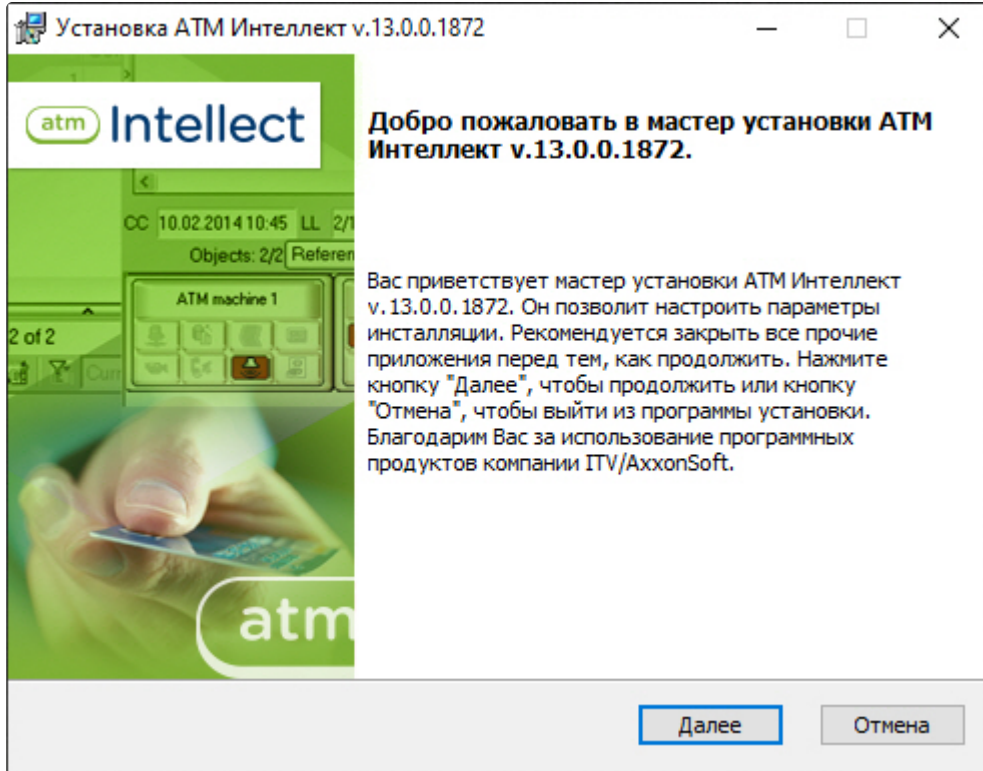 Установка АТМ Интеллект v.13.0.0.1872
atm Intellect
CC 10.02.2014 10:45 LL 2/1
Objects: 2/2 Referen
ATM machine 1
2 of 2
Curr
atm
Добро пожаловать в мастер установки АТМ
Интеллект v.13.0.0.1872.
Вас приветствует мастер установки АТМ Интеллект
v.13.0.0.1872. Он позволит настроить параметры
инсталляции. Рекомендуется закрыть все прочие
приложения перед тем, как продолжить. Нажмите
кнопку "Далее", чтобы продолжить или кнопку
"Отмена", чтобы выйти из программы установки.
Благодарим Вас за использование программных
продуктов компании ITV/AxxonSoft.
Далее
Отмена